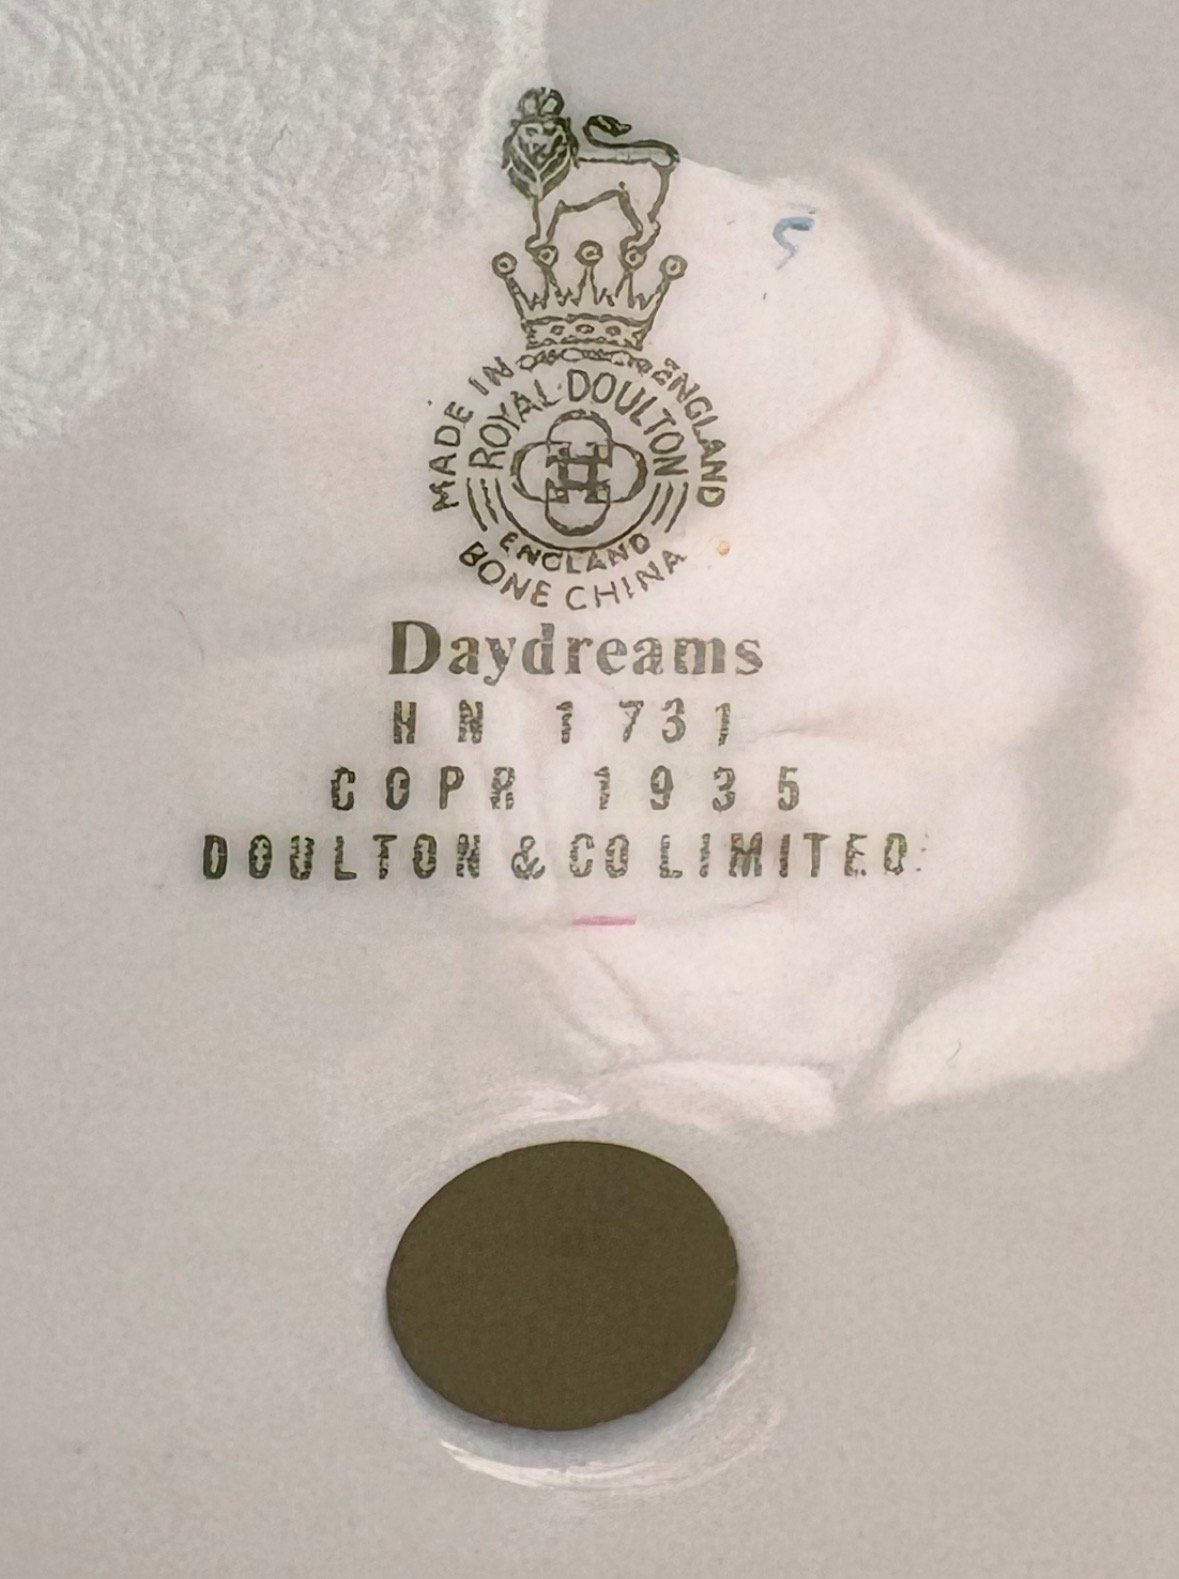 MADE IN ENGLAND
ROYAL DOULTON
ENGLAND
BONE CHINA
Daydreams
HN 1731
COPR 1935
DOULTON & CO LIMITED